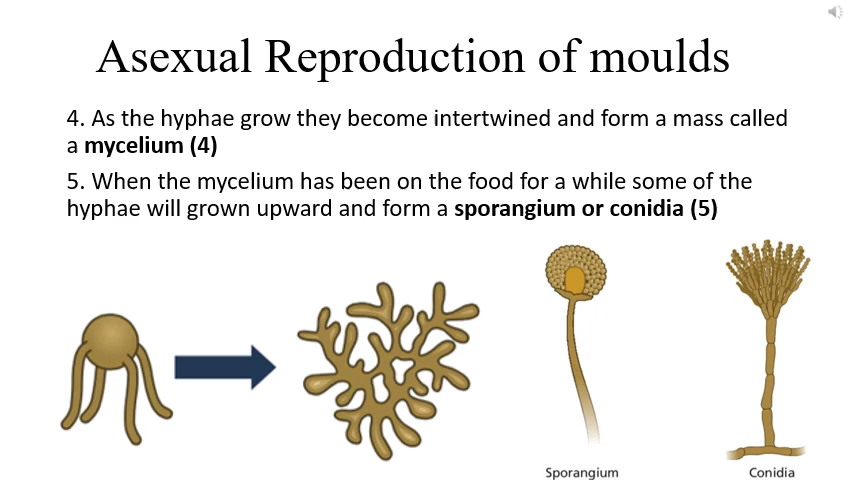 Asexual Reproduction of moulds
4. As the hyphae grow they become intertwined and form a mass called
a mycelium (4)
5. When the mycelium has been on the food for a while some of the
hyphae will grown upward and form a sporangium or conidia (5)
Sporangium
Conidia